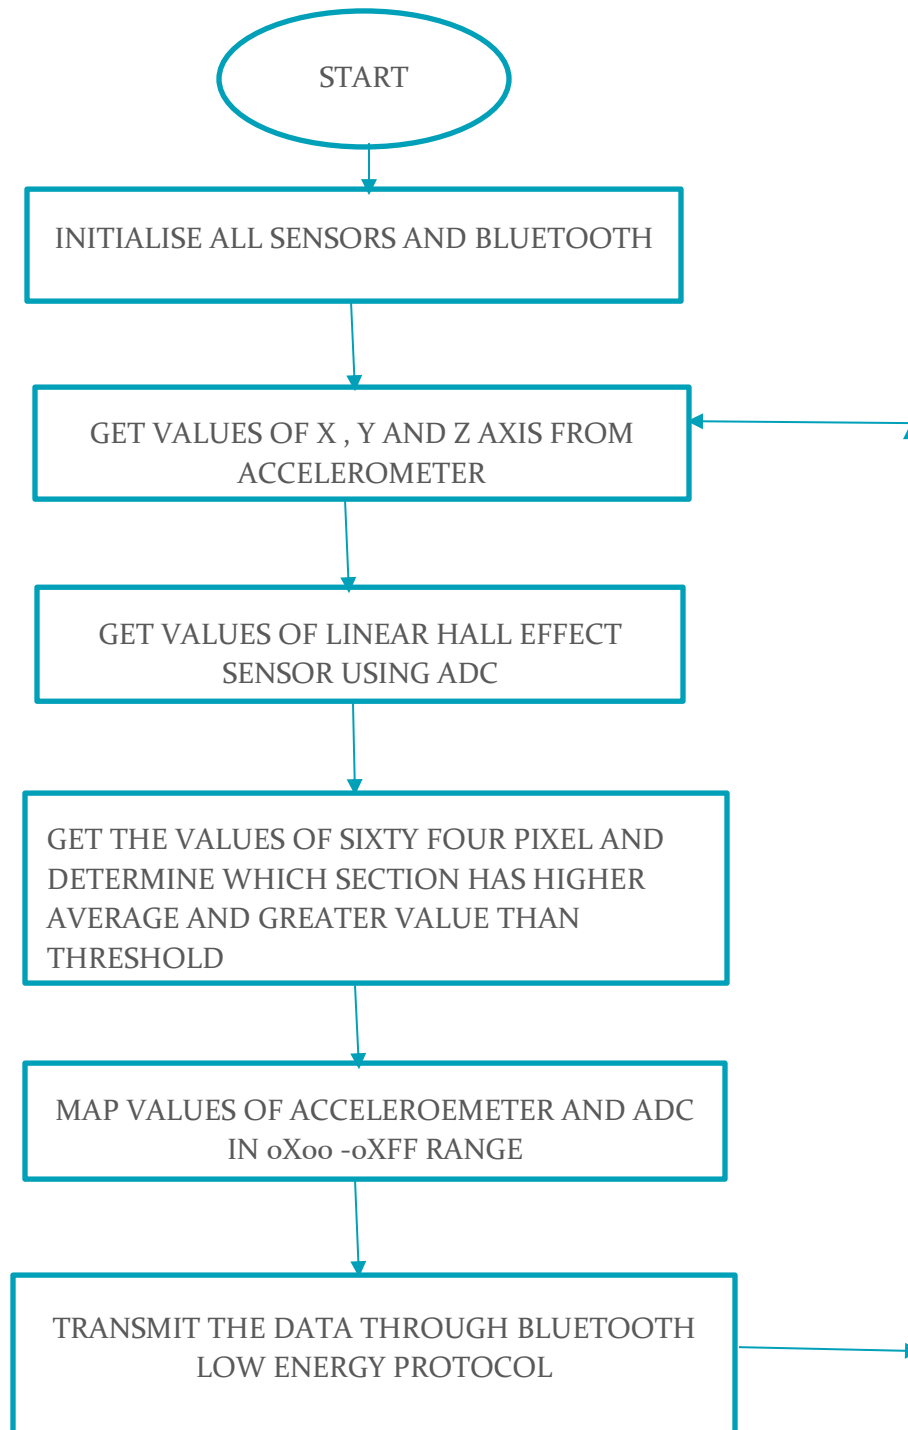 START
INITIALISE ALL SENSORS AND BLUETOOTH
GET VALUES OF X , Y AND Z AXIS FROM
ACCELEROMETER
GET VALUES OF LINEAR HALL EFFECT
SENSOR USING ADC
GET THE VALUES OF SIXTY FOUR PIXEL AND
DETERMINE WHICH SECTION HAS HIGHER
AVERAGE AND GREATER VALUE THAN
THRESHOLD
MAP VALUES OF ACCELEROEMETER AND ADC
IN 0X00 -0XFF RANGE
TRANSMIT THE DATA THROUGH BLUETOOTH
LOW ENERGY PROTOCOL